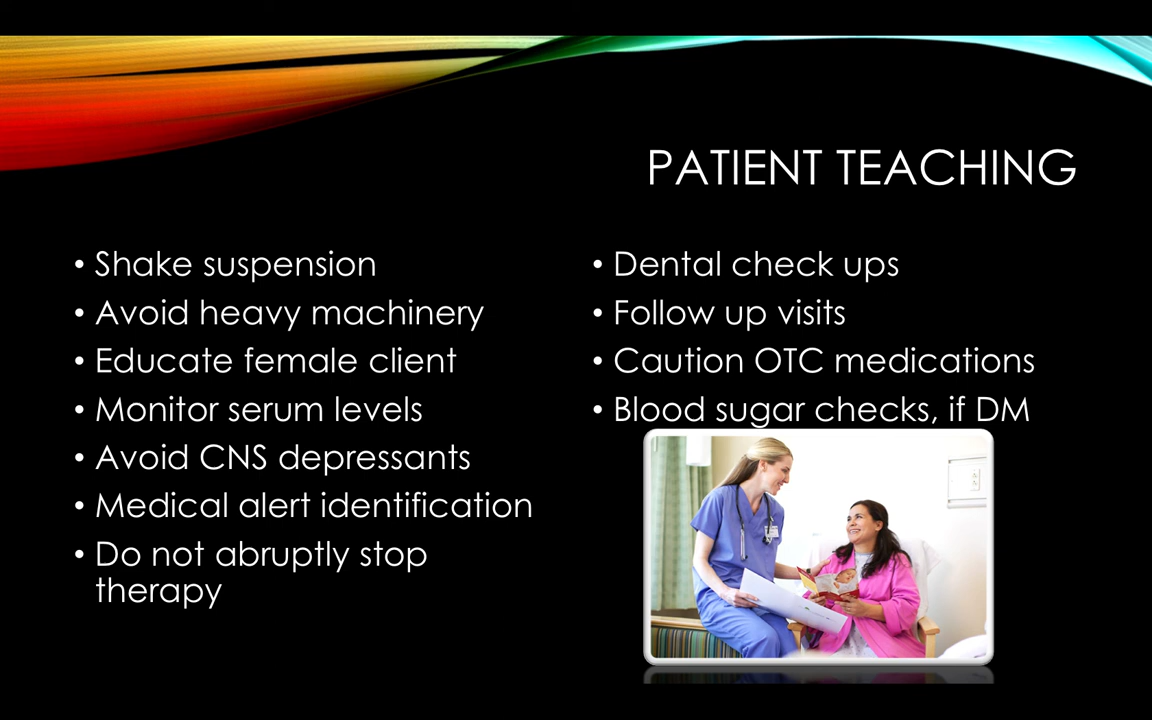 PATIENT TEACHING
• Shake suspension
• Avoid heavy machinery
• Educate female client
• Monitor serum levels
• Avoid CNS depressants
• Medical alert identification
• Do not abruptly stop
therapy
• Dental check ups
• Follow up visits
• Caution OTC medications
• Blood sugar checks, if DM